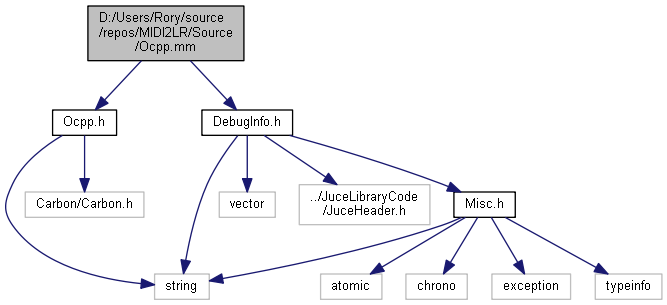 D:/Users/Rory/source
/repos/MIDI2LR/Source
/Ocpp.mm
Ocpp.h
DebugInfo.h
Carbon/Carbon.h
vector
../JuceLibraryCode
/JuceHeader.h
Misc.h
string
atomic
chrono
exception
typeinfo